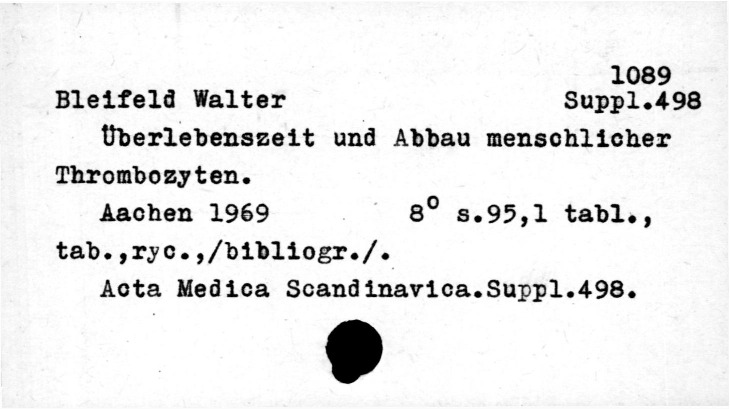 1089
Bleifeld Walter Suppl.498
Überlebenszeit und Abbau menschlicher
Thrombozyten.
Aachen 1969 8° s.95,1 tabl.,
tab.,ryc.,/bibliogr./.
Acta Medica Scandinavica.Suppl.498.